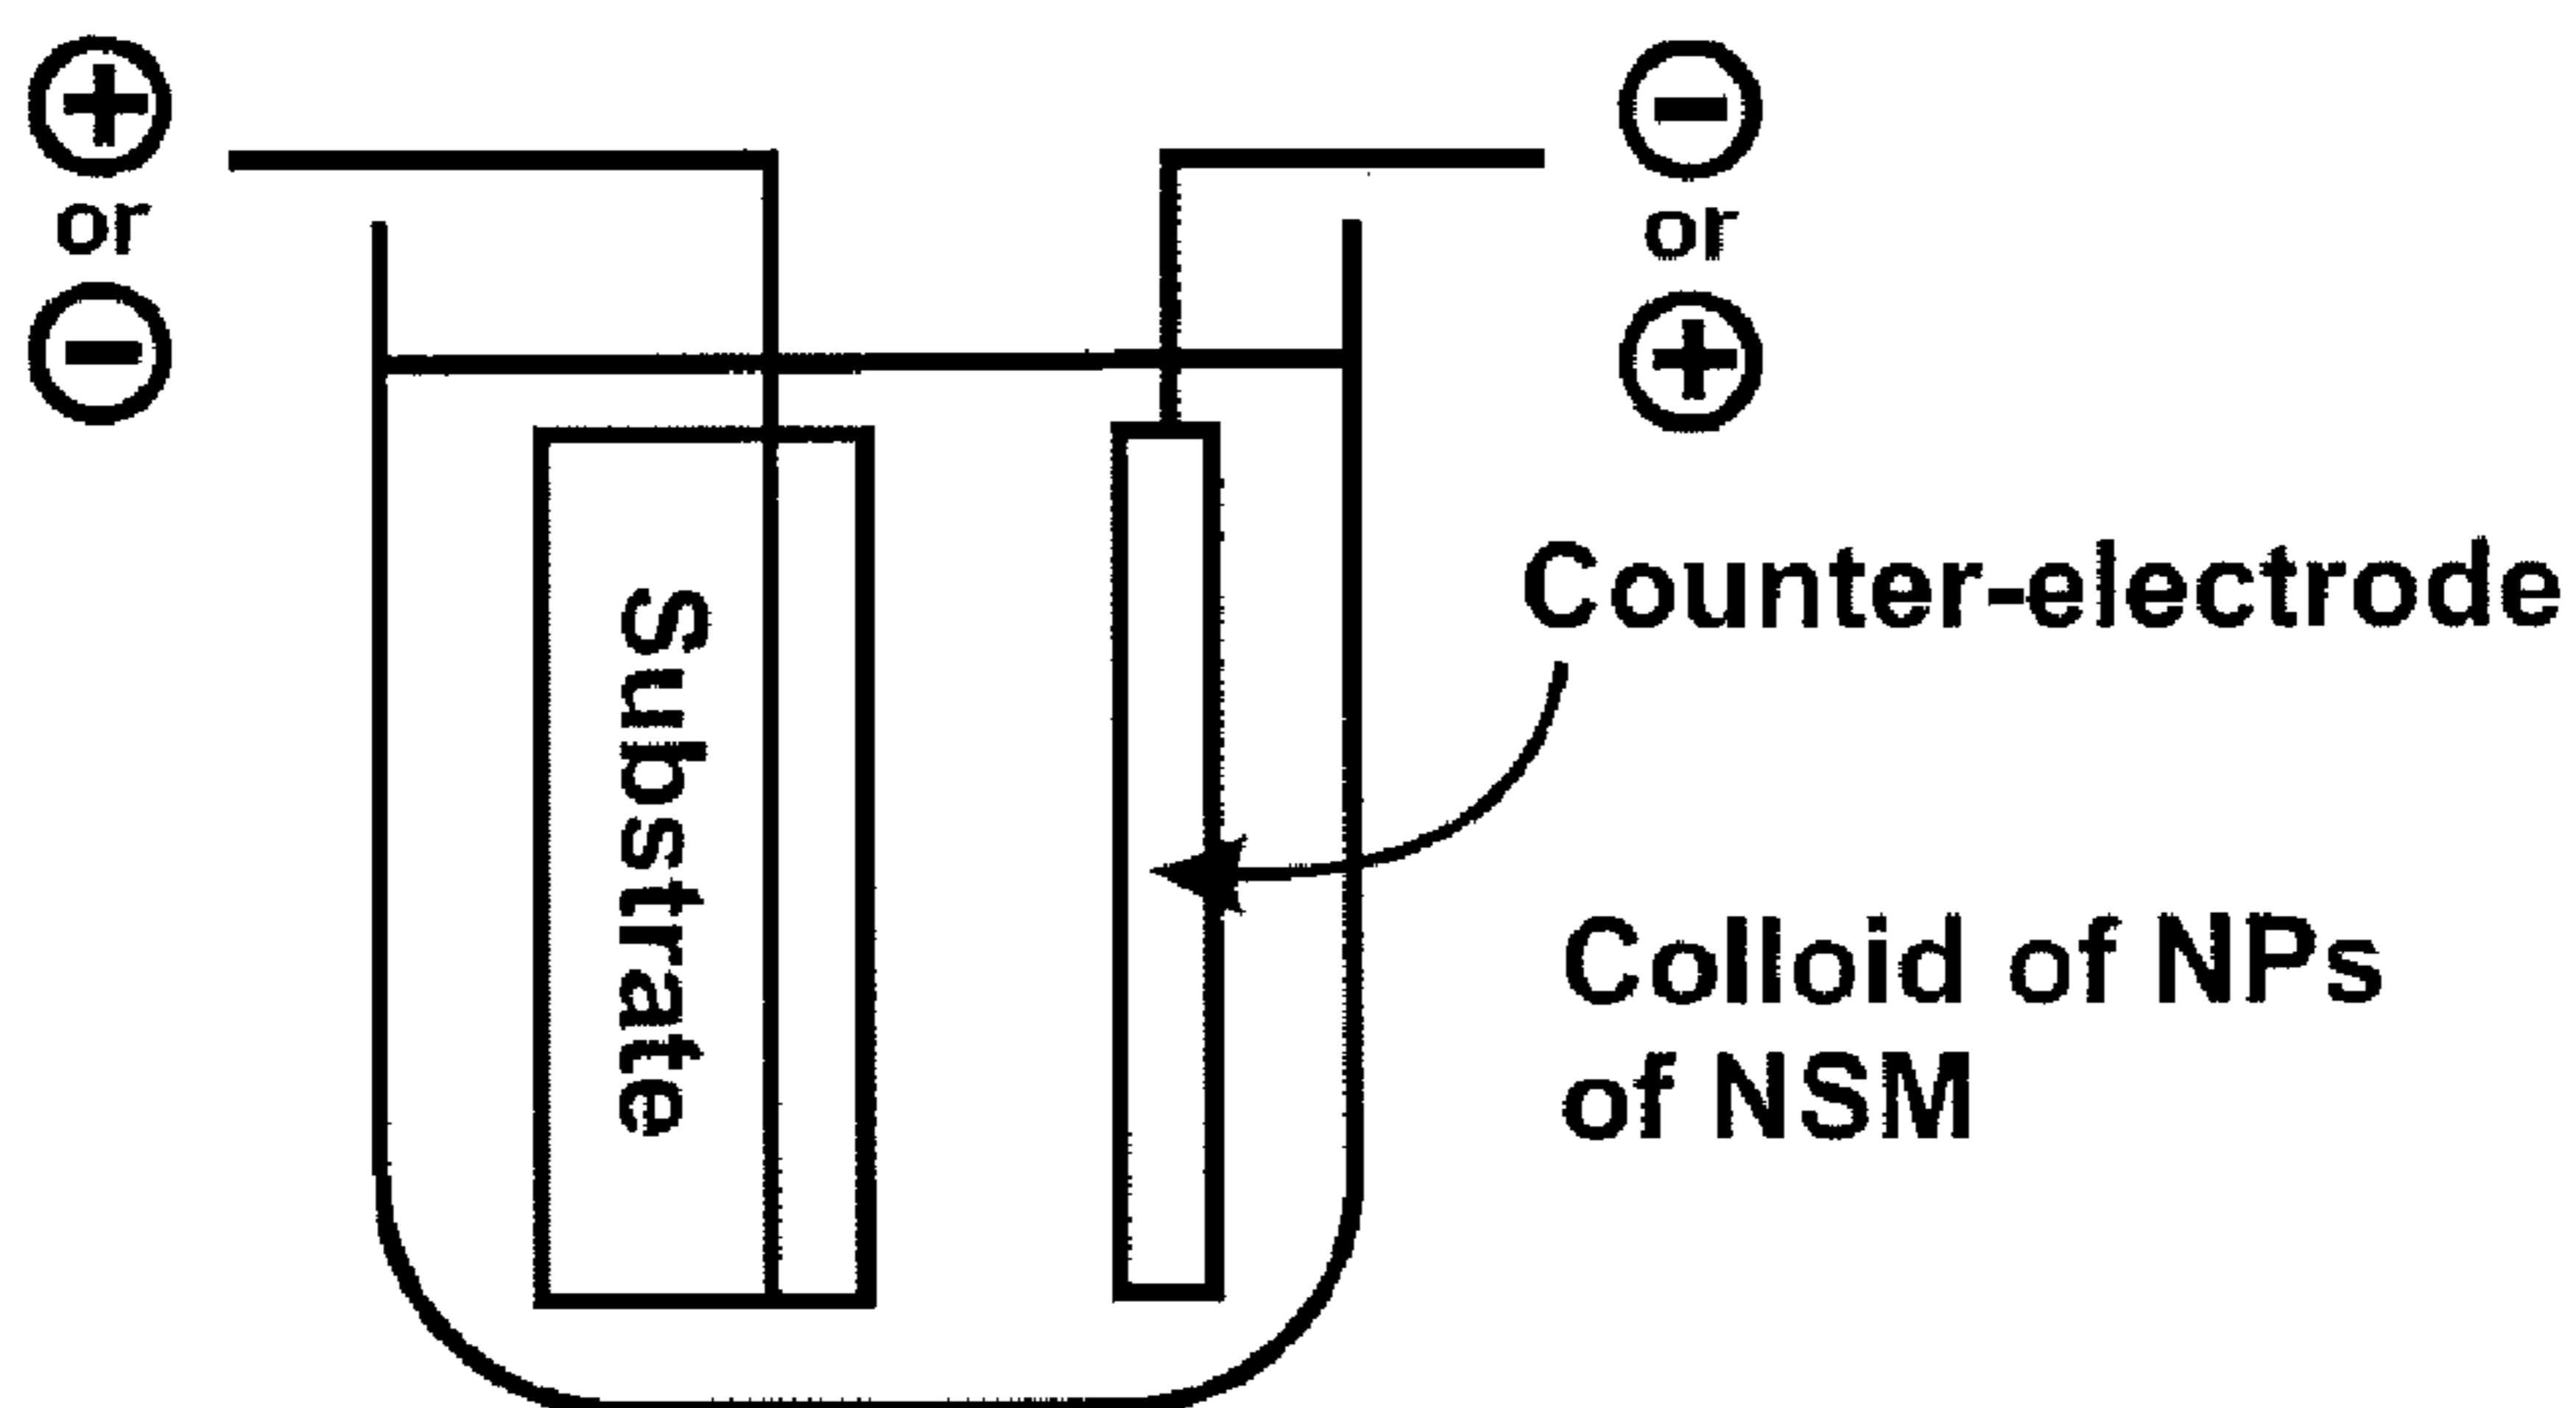 +
or
-
-
or
+
Substrate
Counter-electrode
Colloid of NPs
of NSM